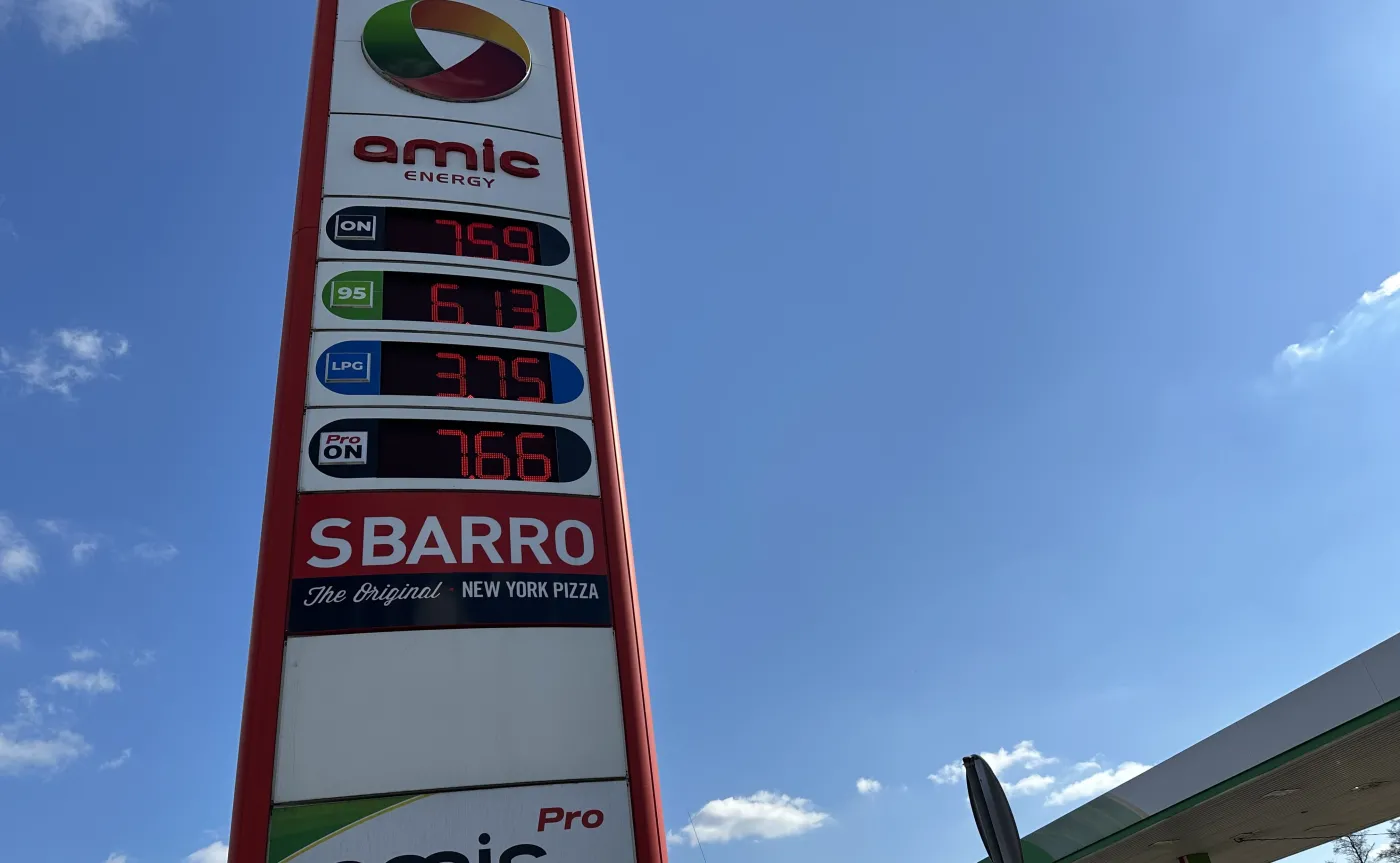 amic
ENERGY
ON 7.59
95 6.13
LPG 3.75
Pro
ON 7.66
SBARRO
The Original · NEW YORK PIZZA
Pro
amic